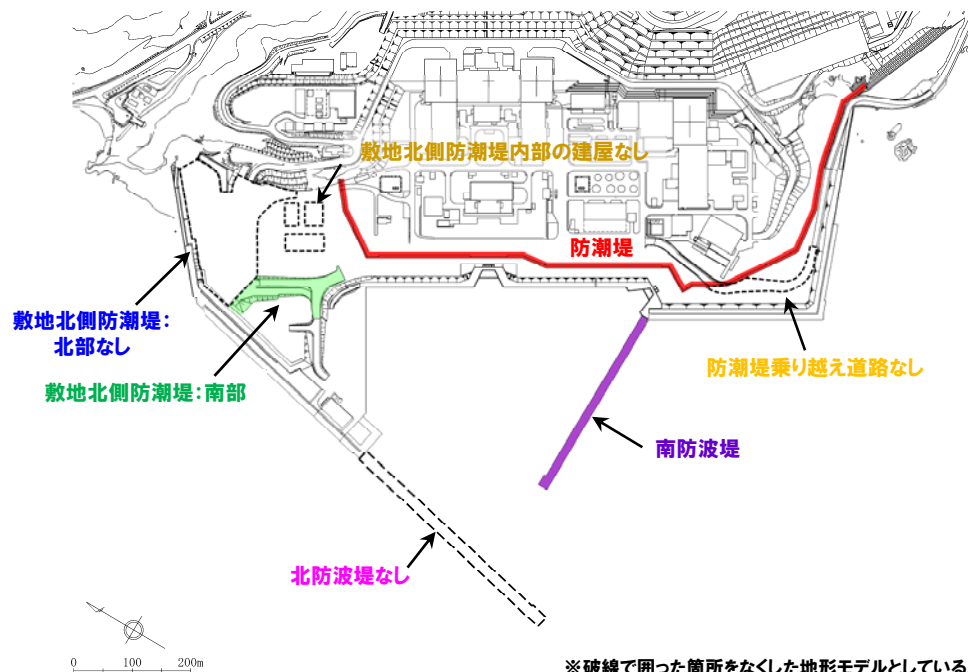 敷地北側防潮堤内部の建屋なし
防潮堤
敷地北側防潮堤：
北部なし
防潮堤乗り越え道路なし
敷地北側防潮堤：南部
南防波堤
北防波堤なし
0 100 200m
※破線で囲った箇所をなくした地形モデルとしている